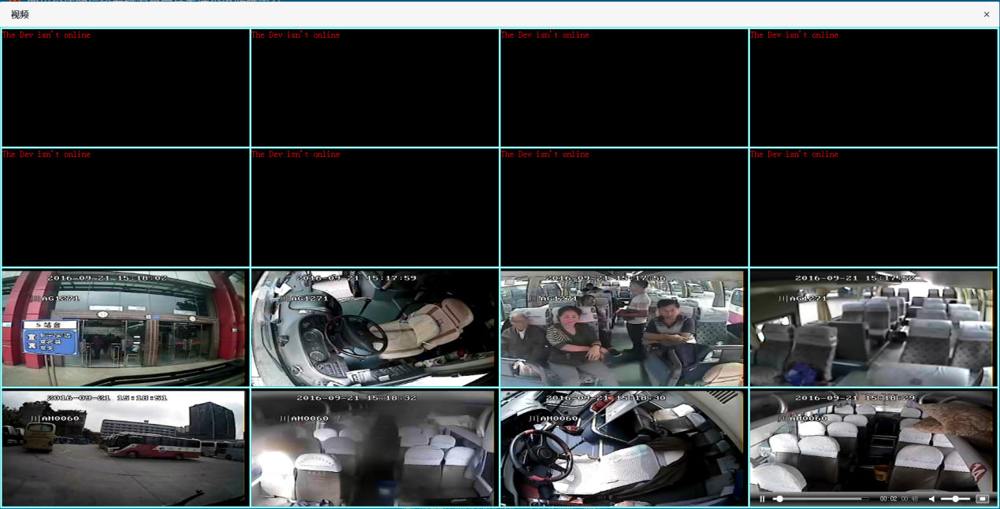 视频
The Dev isn't online
The Dev isn't online
The Dev isn't online
The Dev isn't online
The Dev isn't online
The Dev isn't online
The Dev isn't online
The Dev isn't online
2016-09-21 15:18:02
川AG1271
5 站台
2016-09-21 15:17:59
川AG1271
2016-09-21 15:17:56
川AG1271
2016-09-21 15:17:52
川AG1271
2016-09-21 15:18:51
川AH0060
2016-09-21 15:18:32
川AH0060
2016-09-21 15:18:30
川AH0060
2016-09-21 15:18:29
川AH0060
00:02 00:48